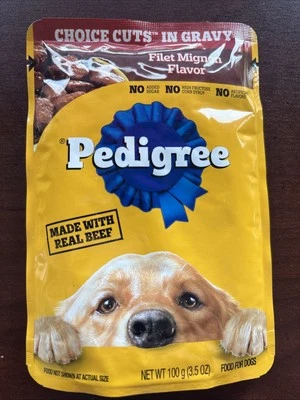 CHOICE CUTS™ IN GRAVY
Filet Mignon
Flavor
NO ADDED SUGAR
NO HIGH FRUCTOSE CORN SYRUP
NO ARTIFICIAL FLAVORS
®Pedigree
MADE WITH
REAL BEEF
FOOD NOT SHOWN AT ACTUAL SIZE
NET WT 100 g (3.5 OZ)
FOOD FOR DOGS